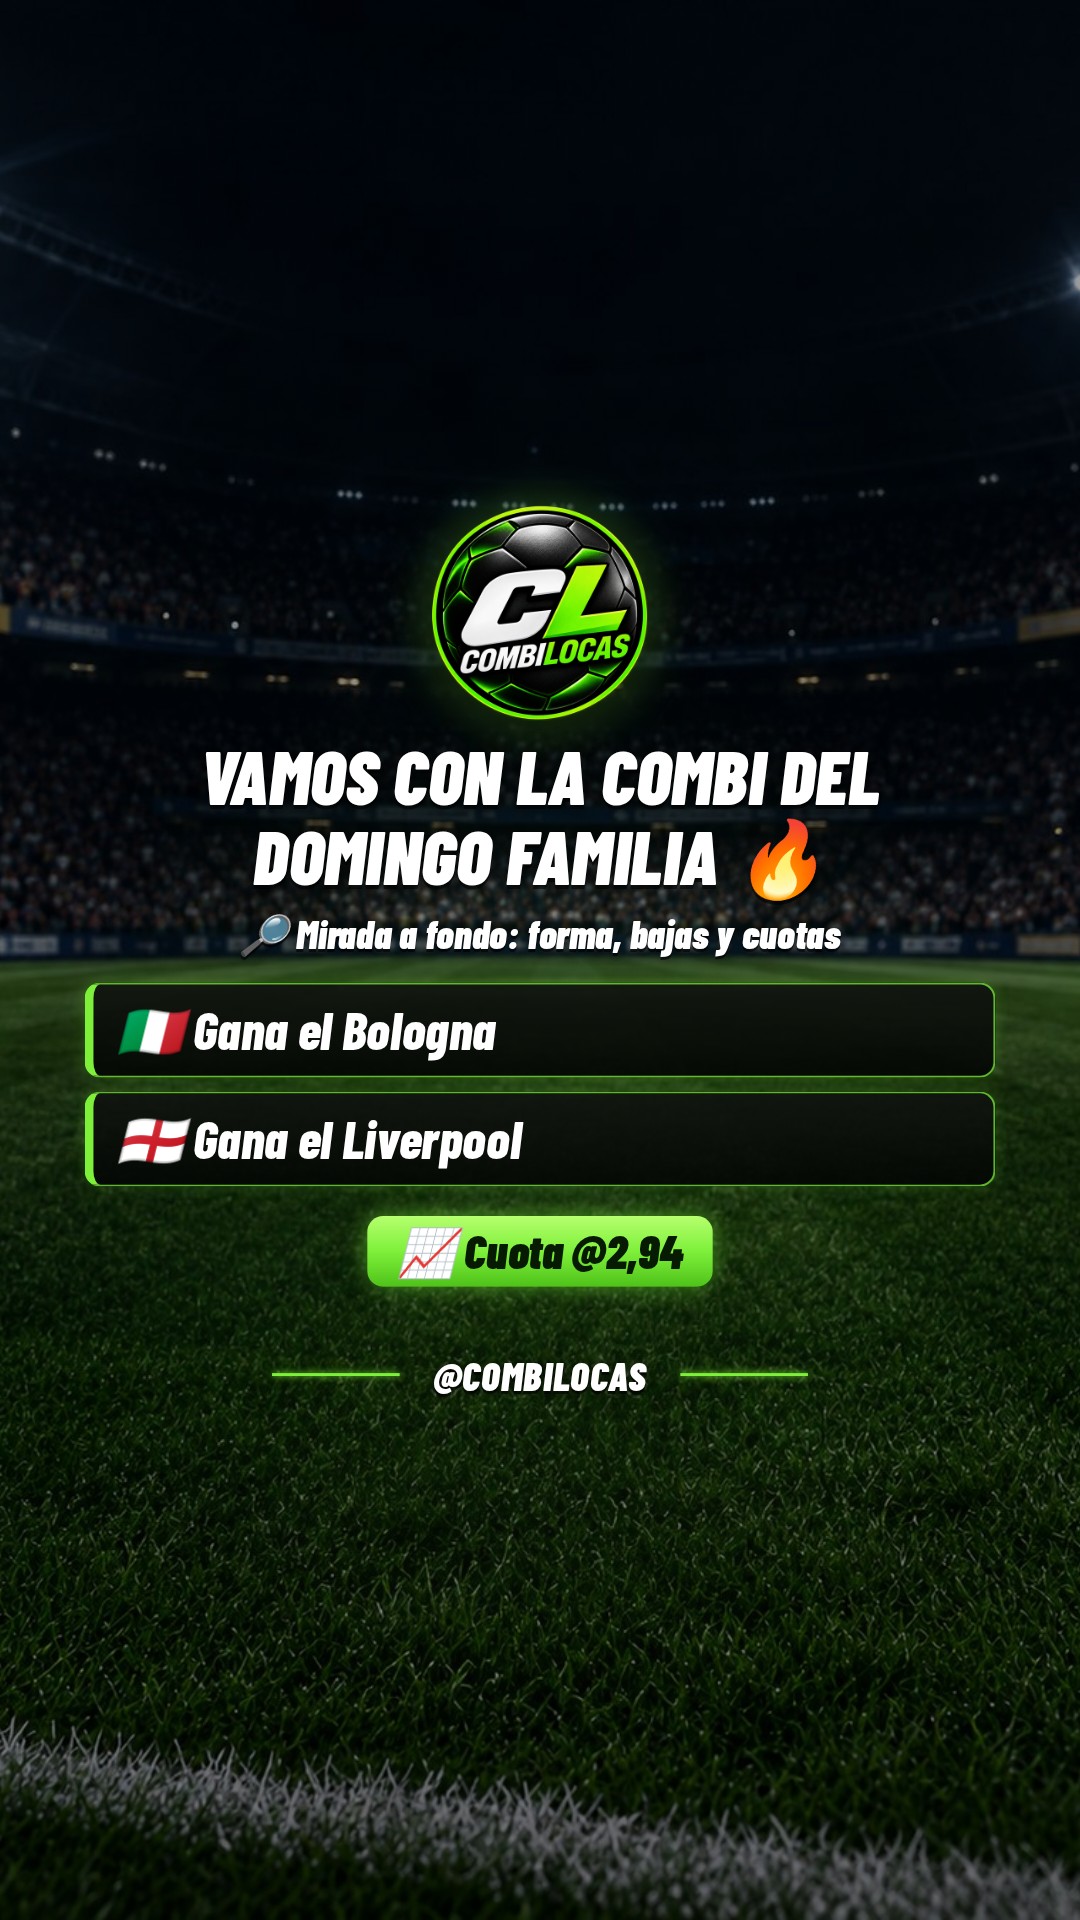 CL
COMBILOCAS
VAMOS CON LA COMBI DEL
DOMINGO FAMILIA 🔥
🔎 Mirada a fondo: forma, bajas y cuotas
🇮🇹 Gana el Bologna
🏴󠁧󠁢󠁥󠁮󠁧󠁿 Gana el Liverpool
📈 Cuota @2,94
@COMBILOCAS